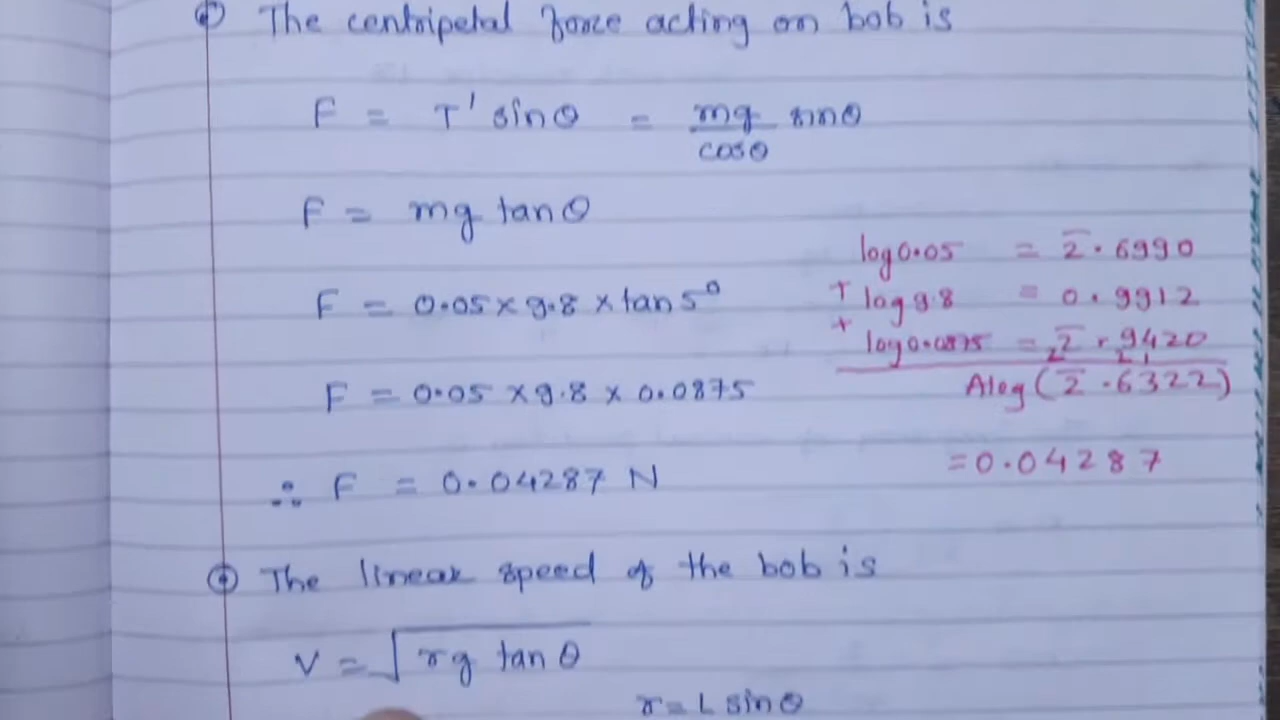 The centripetal force acting on bob is
F = T' sinθ = mg/cosθ sinθ
F = mg tanθ
log 0.05 = 2̅.6990
+ log 9.8 = 0.9912
F = 0.05 × 9.8 × tan 5°
+ log 0.0875 = 2̅.9420
Alog (2̅.6322)
F = 0.05 × 9.8 × 0.0875
= 0.04287
∴ F = 0.04287 N
The linear speed of the bob is
V = √rg tanθ
r = L sinθ